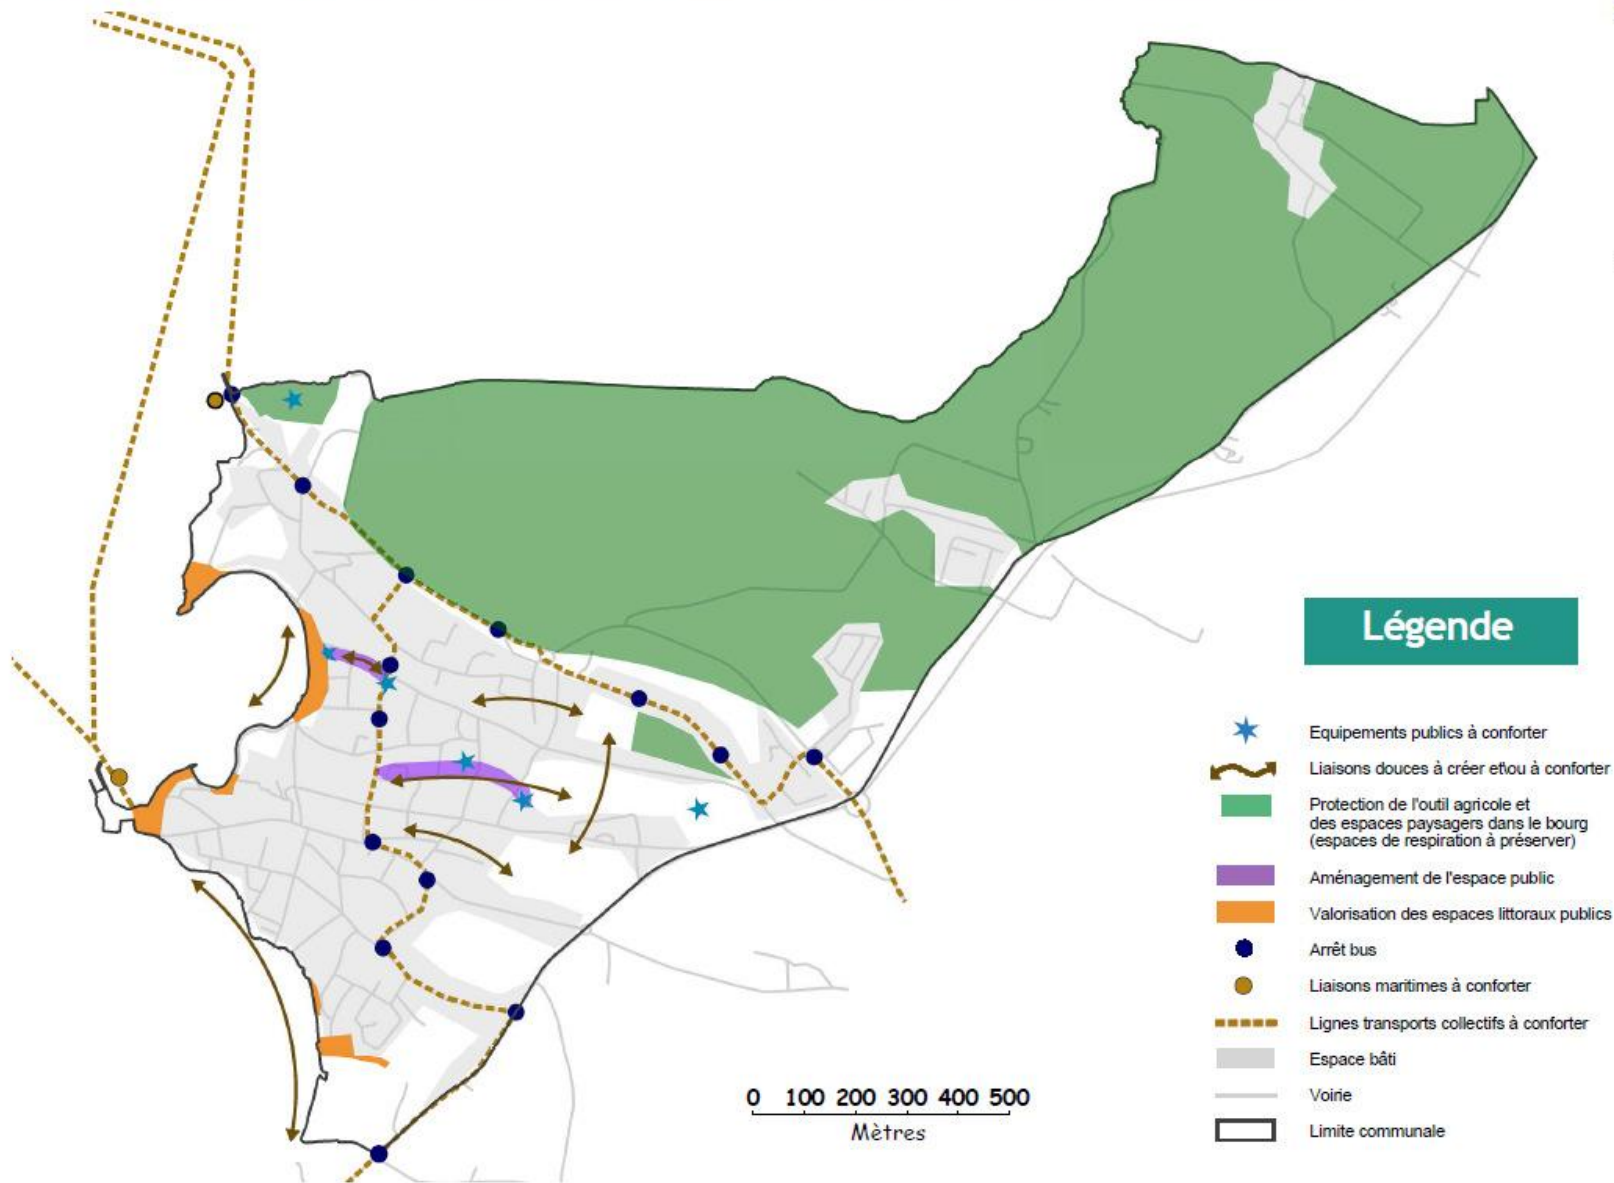 Légende
Equipements publics à conforter
Liaisons douces à créer et\ou à conforter
Protection de l'outil agricole et
des espaces paysagers dans le bourg
(espaces de respiration à préserver)
Aménagement de l'espace public
Valorisation des espaces littoraux publics
Arrêt bus
Liaisons maritimes à conforter
Lignes transports collectifs à conforter
Espace bâti
Voirie
Limite communale
0 100 200 300 400 500
Mètres